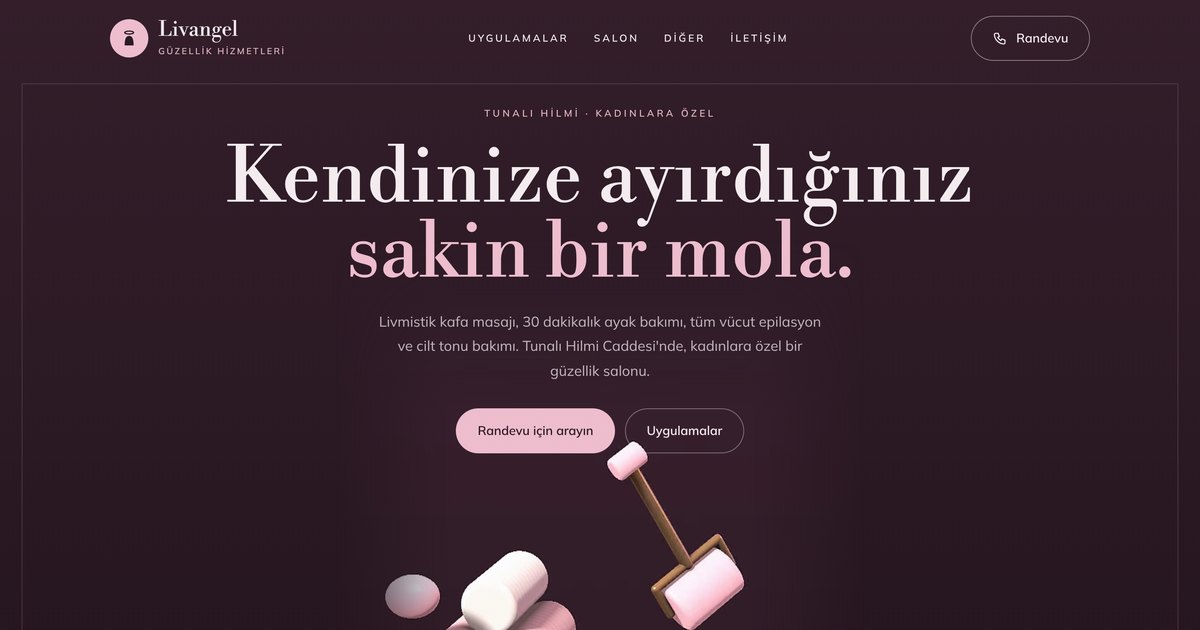 Livangel
GÜZELLİK HİZMETLERİ
UYGULAMALAR SALON DİĞER İLETİŞİM
Randevu
TUNALI HİLMİ · KADINLARA ÖZEL
Kendinize ayırdığınız
sakin bir mola.
Livmistik kafa masajı, 30 dakikalık ayak bakımı, tüm vücut epilasyon
ve cilt tonu bakımı. Tunalı Hilmi Caddesi'nde, kadınlara özel bir
güzellik salonu.
Randevu için arayın
Uygulamalar